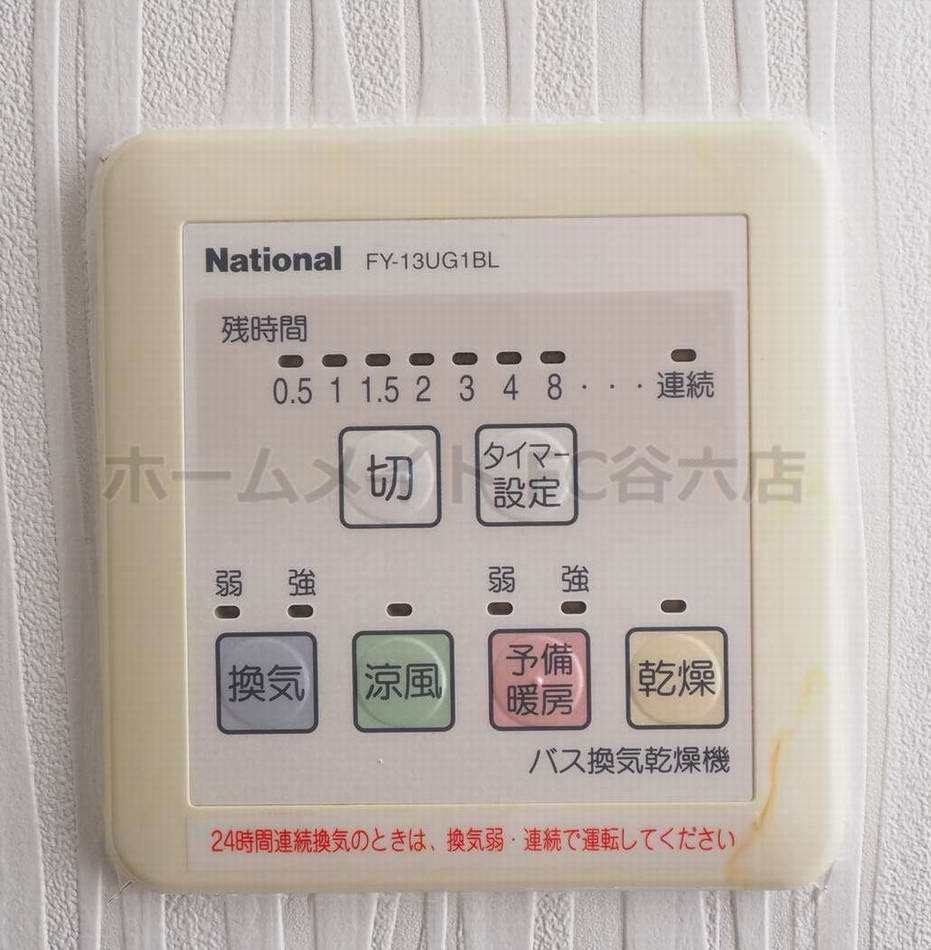 National FY-13UG1BL
残時間
0.5 1 1.5 2 3 4 8 ・・・ 連続
切
タイマー
設定
ホームメイトFC谷六店
弱 強 弱 強
換気 涼風 予備暖房 乾燥
バス換気乾燥機
24時間連続換気のときは、換気弱・連続で運転してください